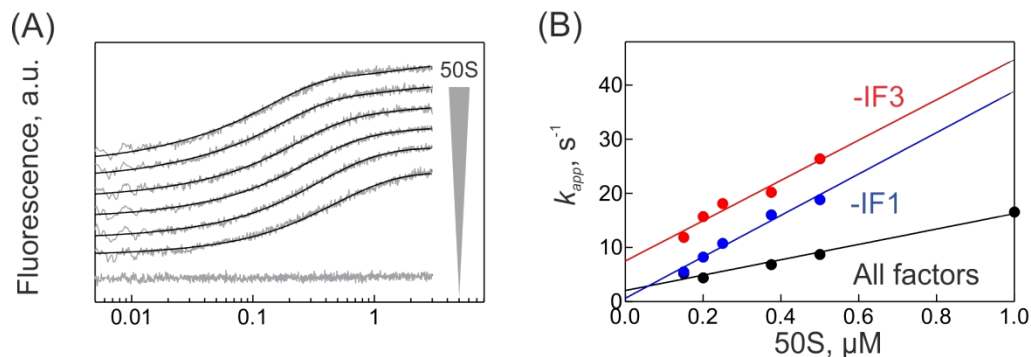 (A)
Fluorescence, a.u.
50S
0.01
0.1
1
(B)
k_app, s⁻¹
40
30
20
10
0
-IF3
-IF1
All factors
0.0
0.2
0.4
0.6
0.8
1.0
50S, µM